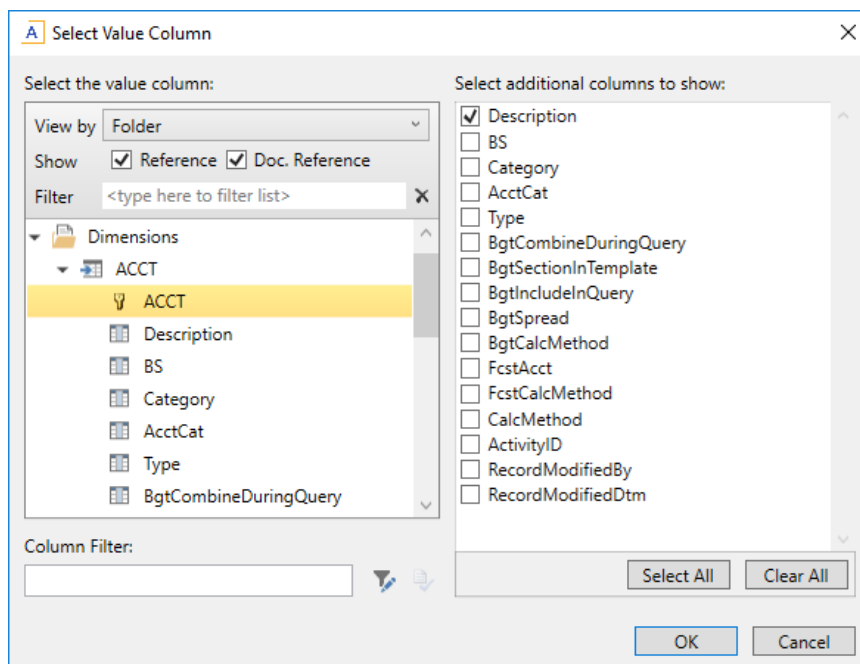 A Select Value Column
Select the value column:
View by Folder
Show Reference Doc. Reference
Filter <type here to filter list>
Dimensions
ACCT
ACCT
Description
BS
Category
AcctCat
Type
BgtCombineDuringQuery
Column Filter:
Select additional columns to show:
Description
BS
Category
AcctCat
Type
BgtCombineDuringQuery
BgtSectionInTemplate
BgtIncludeInQuery
BgtSpread
BgtCalcMethod
FcstAcct
FcstCalcMethod
CalcMethod
ActivityID
RecordModifiedBy
RecordModifiedDtm
Select All Clear All
OK Cancel